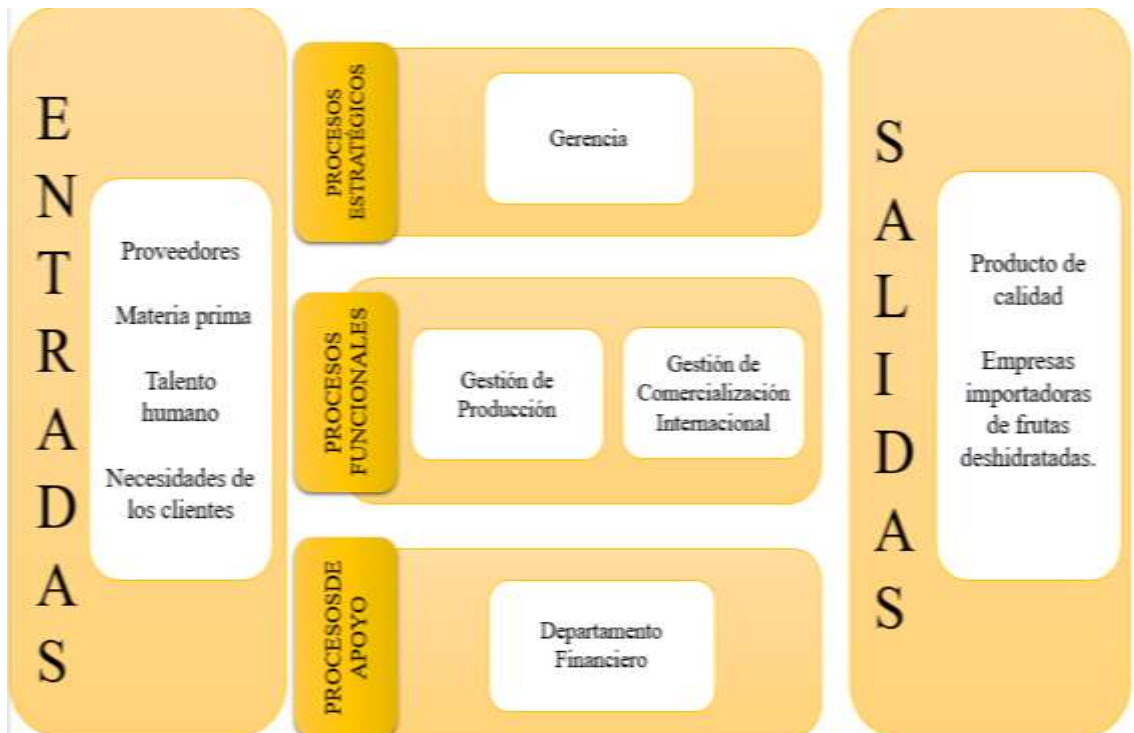 ENTRADAS
Proveedores
Materia prima
Talento
humano
Necesidades de
los clientes
PROCESOS
ESTRATÉGICOS
Gerencia
PROCESOS
FUNCIONALES
Gestión de
Producción
Gestión de
Comercialización
Internacional
PROCESOSDE
APOYO
Departamento
Financiero
SALIDAS
Producto de
calidad
Empresas
importadoras
de frutas
deshidratadas.